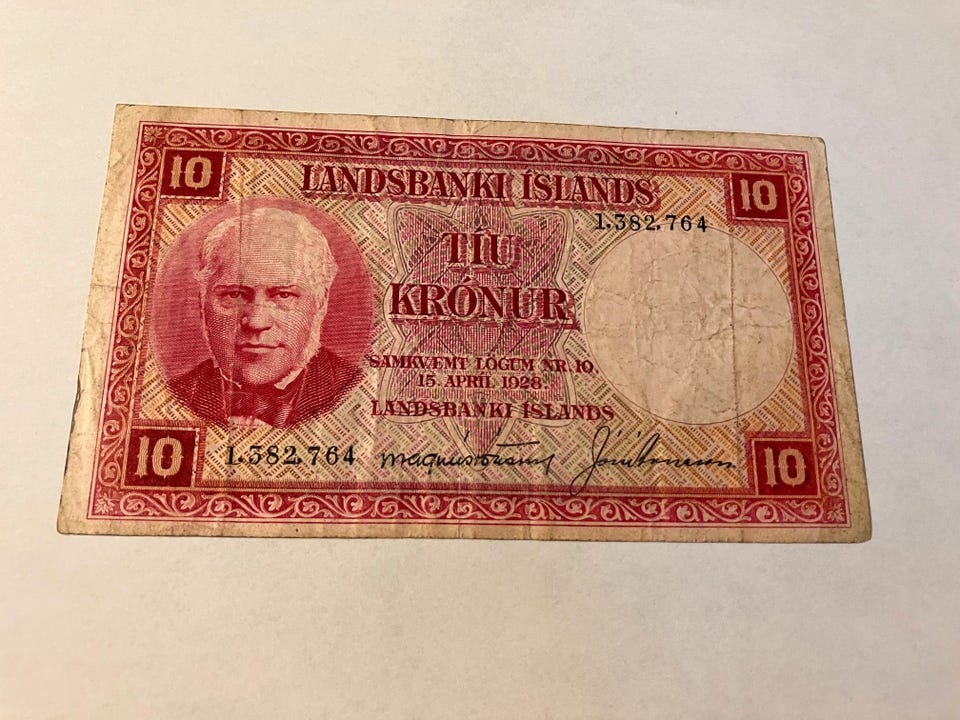 10 10
LANDSBANKI ÍSLANDS
1.382.764
TÍU
KRÓNUR
SAMKVÆMT LÖGUM NR. 10,
15. APRÍL 1928
LANDSBANKI ÍSLANDS
1.382.764
10 10